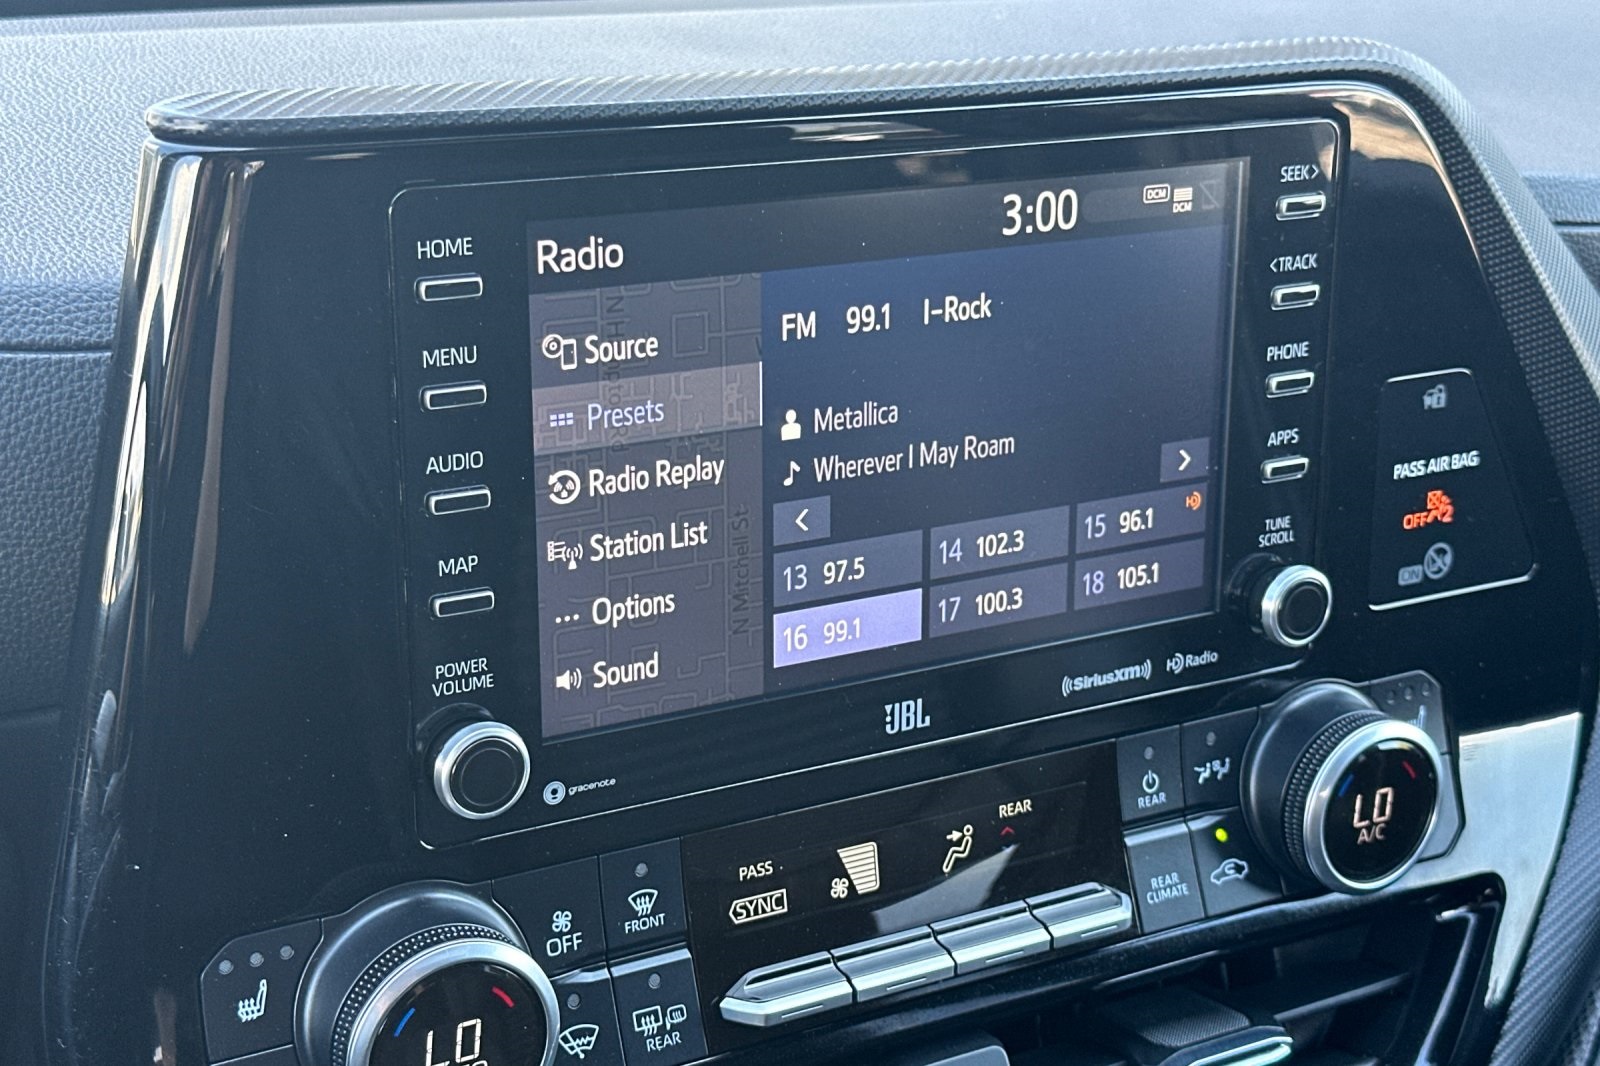 HOME
MENU
AUDIO
MAP
POWER
VOLUME
Radio
3:00
DCM
DCM
Source
Presets
Radio Replay
Station List
Options
Sound
N Mitchell St
FM 99.1 I-Rock
Metallica
Wherever I May Roam
13 97.5
14 102.3
15 96.1
HD
16 99.1
17 100.3
18 105.1
SEEK>
<TRACK
PHONE
APPS
TUNE
SCROLL
PASS AIR BAG
OFF 2
ON
gracenote
JBL
((SiriusXM))
HD Radio
PASS
SYNC
REAR
OFF
FRONT
REAR
REAR
REAR
CLIMATE
LO
A/C
LO